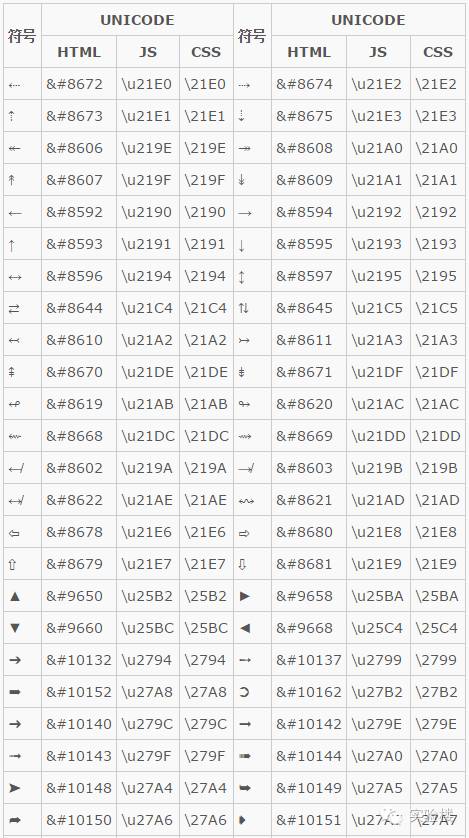 符号 UNICODE 符号 UNICODE
HTML JS CSS HTML JS CSS
⇠ &#8672 \u21E0 \21E0 ⇢ &#8674 \u21E2 \21E2
⇡ &#8673 \u21E1 \21E1 ⇣ &#8675 \u21E3 \21E3
↞ &#8606 \u219E \219E ↠ &#8608 \u21A0 \21A0
↟ &#8607 \u219F \219F ↡ &#8609 \u21A1 \21A1
← &#8592 \u2190 \2190 → &#8594 \u2192 \2192
↑ &#8593 \u2191 \2191 ↓ &#8595 \u2193 \2193
↔ &#8596 \u2194 \2194 ↕ &#8597 \u2195 \2195
⇄ &#8644 \u21C4 \21C4 ⇅ &#8645 \u21C5 \21C5
↢ &#8610 \u21A2 \21A2 ↣ &#8611 \u21A3 \21A3
⇞ &#8670 \u21DE \21DE ⇟ &#8671 \u21DF \21DF
↫ &#8619 \u21AB \21AB ↬ &#8620 \u21AC \21AC
⇜ &#8668 \u21DC \21DC ⇝ &#8669 \u21DD \21DD
↚ &#8602 \u219A \219A ↛ &#8603 \u219B \219B
↮ &#8622 \u21AE \21AE ↭ &#8621 \u21AD \21AD
⇦ &#8678 \u21E6 \21E6 ⇨ &#8680 \u21E8 \21E8
⇧ &#8679 \u21E7 \21E7 ⇩ &#8681 \u21E9 \21E9
▲ &#9650 \u25B2 \25B2 ► &#9658 \u25BA \25BA
▼ &#9660 \u25BC \25BC ◄ &#9668 \u25C4 \25C4
➔ &#10132 \u2794 \2794 ➙ &#10137 \u2799 \2799
➨ &#10152 \u27A8 \27A8 ➲ &#10162 \u27B2 \27B2
➜ &#10140 \u279C \279C ➞ &#10142 \u279E \279E
➟ &#10143 \u279F \279F ➠ &#10144 \u27A0 \27A0
➤ &#10148 \u27A4 \27A4 ➥ &#10149 \u27A5 \27A5
➦ &#10150 \u27A6 \27A6 ➧ &#10151 \u27A7 \27A7
实验楼